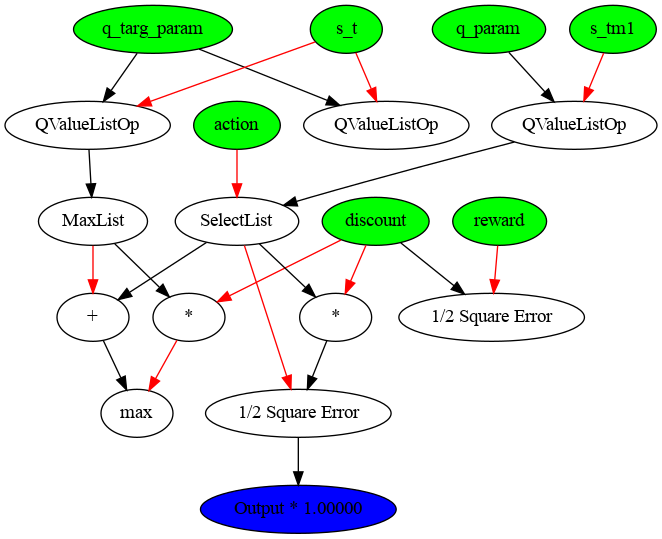 q_targ_param
s_t
q_param
s_tm1
QValueListOp
action
QValueListOp
QValueListOp
MaxList
SelectList
discount
reward
+
*
*
1/2 Square Error
max
1/2 Square Error
Output * 1.00000